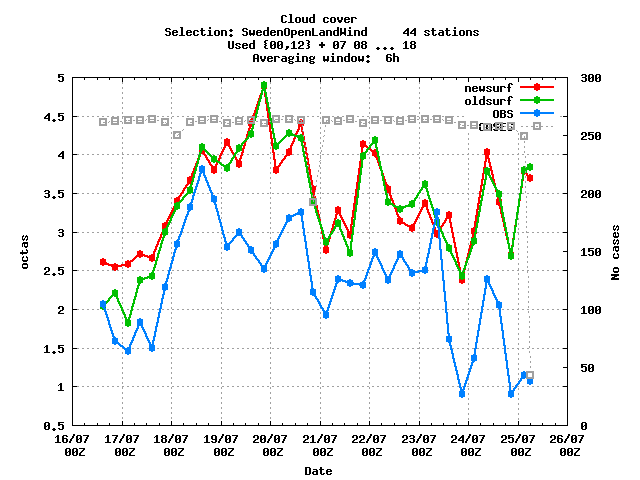 Cloud cover
Selection: SwedenOpenLandWind 44 stations
Used {00,12} + 07 08 ... 18
Averaging window: 6h
newsurf
oldsurf
OBS
CASES
5
4.5
4
3.5
3
2.5
2
1.5
1
0.5
octas
300
250
200
150
100
50
0
No cases
16/07 17/07 18/07 19/07 20/07 21/07 22/07 23/07 24/07 25/07 26/07
00Z 00Z 00Z 00Z 00Z 00Z 00Z 00Z 00Z 00Z 00Z
Date